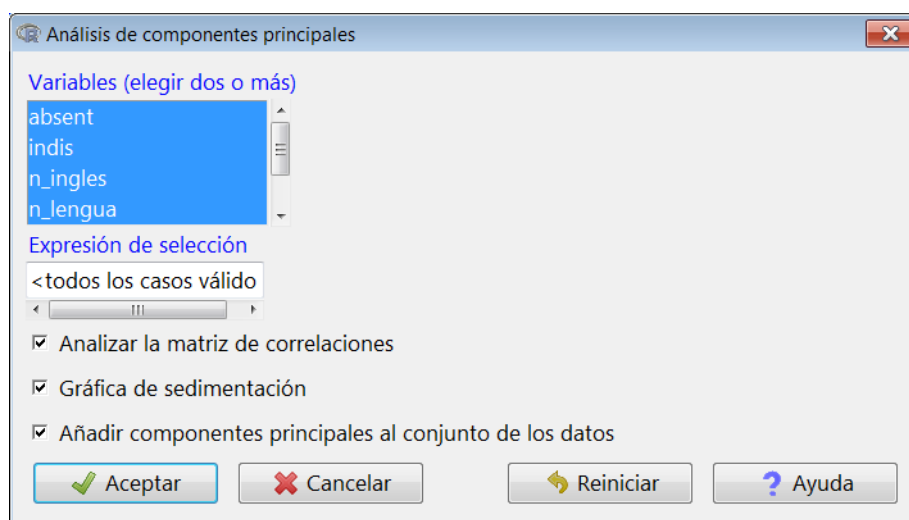 Análisis de componentes principales
Variables (elegir dos o más)
absent
indis
n_ingles
n_lengua
Expresión de selección
<todos los casos válido
Analizar la matriz de correlaciones
Gráfica de sedimentación
Añadir componentes principales al conjunto de los datos
Aceptar Cancelar Reiniciar Ayuda